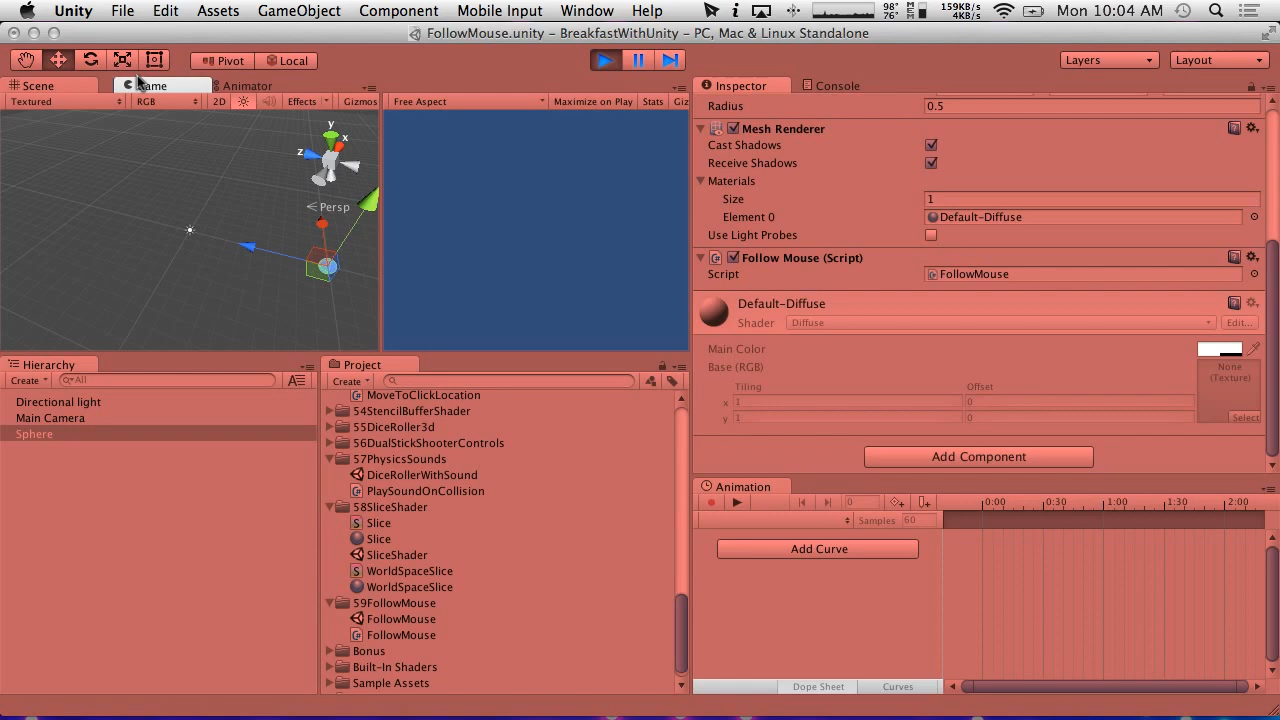 Unity File Edit Assets GameObject Component Mobile Input Window Help 98° 76° MEM 159KB/s 4KB/s Mon 10:04 AM
FollowMouse.unity – BreakfastWithUnity – PC, Mac & Linux Standalone
Pivot Local Layers Layout
Scene Animator Inspector Console
Textured RGB 2D Effects Gizmos Free Aspect Maximize on Play Stats Giz
Radius 0.5
Mesh Renderer
Cast Shadows
Receive Shadows
Materials
Size 1
Element 0 Default-Diffuse
Use Light Probes
Follow Mouse (Script)
Script FollowMouse
Default-Diffuse
Shader Diffuse Edit...
Main Color
Base (RGB) None
(Texture)
Tiling Offset
x 1 0
y 1 0
Select
Add Component
y
x
z
Persp
Hierarchy
Create All
Directional light
Main Camera
Sphere
Project
Create
MoveToClickLocation
54StencilBufferShader
55DiceRoller3d
56DualStickShooterControls
57PhysicsSounds
DiceRollerWithSound
PlaySoundOnCollision
58SliceShader
Slice
Slice
SliceShader
WorldSpaceSlice
WorldSpaceSlice
59FollowMouse
FollowMouse
FollowMouse
Bonus
Built-In Shaders
Sample Assets
Animation
0 0:00 0:30 1:00 1:30 2:00
Samples 60
Add Curve
Dope Sheet Curves